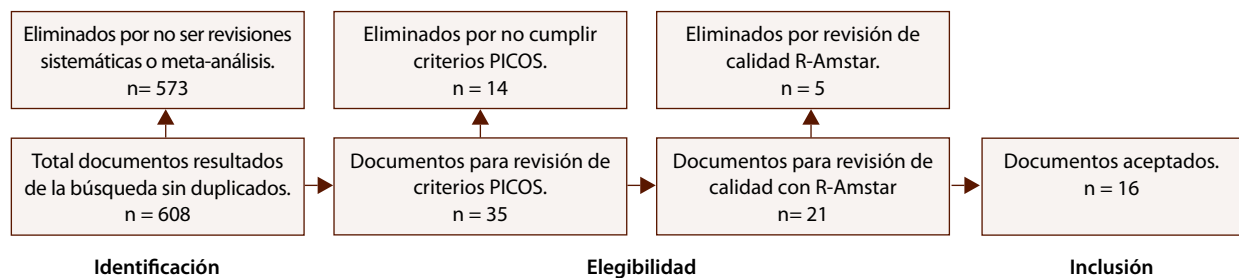 Eliminados por no ser revisiones
sistemáticas o meta-análisis.
n= 573
Eliminados por no cumplir
criterios PICOS.
n = 14
Eliminados por revisión de
calidad R-Amstar.
n = 5
Total documentos resultados
de la búsqueda sin duplicados.
n = 608
Documentos para revisión de
criterios PICOS.
n = 35
Documentos para revisión de
calidad con R-Amstar
n= 21
Documentos aceptados.
n = 16
Identificación
Elegibilidad
Inclusión